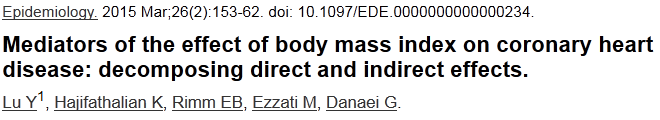 Epidemiology. 2015 Mar;26(2):153-62. doi: 10.1097/EDE.0000000000000234.
Mediators of the effect of body mass index on coronary heart
disease: decomposing direct and indirect effects.
Lu Y1, Hajifathalian K, Rimm EB, Ezzati M, Danaei G.